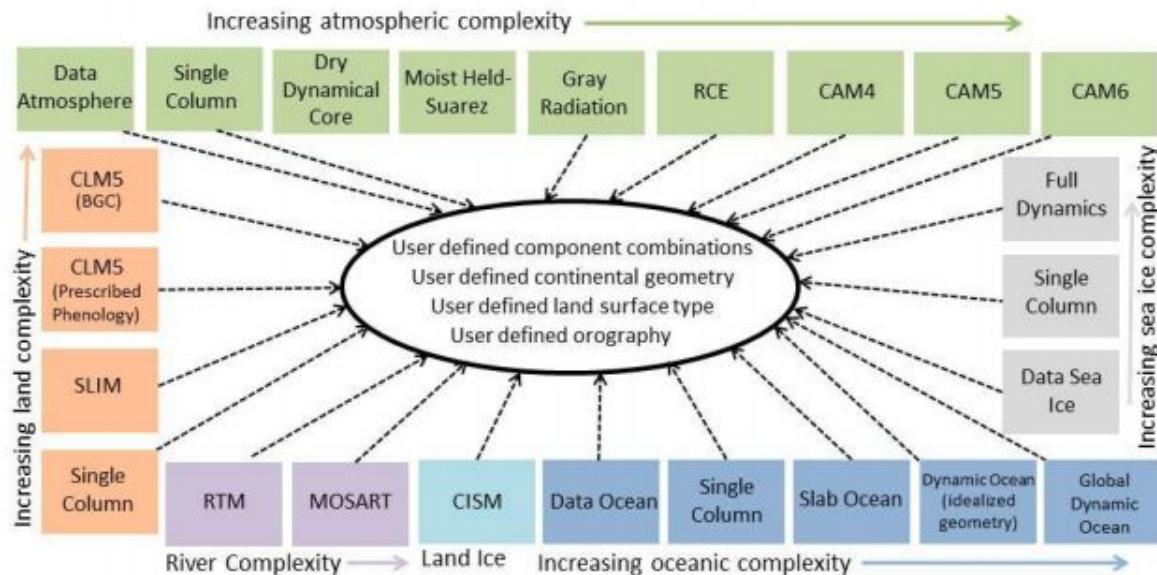 Increasing atmospheric complexity
Data
Atmosphere
Single
Column
Dry
Dynamical
Core
Moist Held-
Suarez
Gray
Radiation
RCE
CAM4
CAM5
CAM6
Increasing land complexity
CLM5
(BGC)
CLM5
(Prescribed
Phenology)
SLIM
Single
Column
User defined component combinations
User defined continental geometry
User defined land surface type
User defined orography
Full
Dynamics
Single
Column
Data Sea
Ice
Increasing sea ice complexity
RTM
MOSART
CISM
Data Ocean
Single
Column
Slab Ocean
Dynamic Ocean
(idealized
geometry)
Global
Dynamic
Ocean
River Complexity
Land Ice
Increasing oceanic complexity